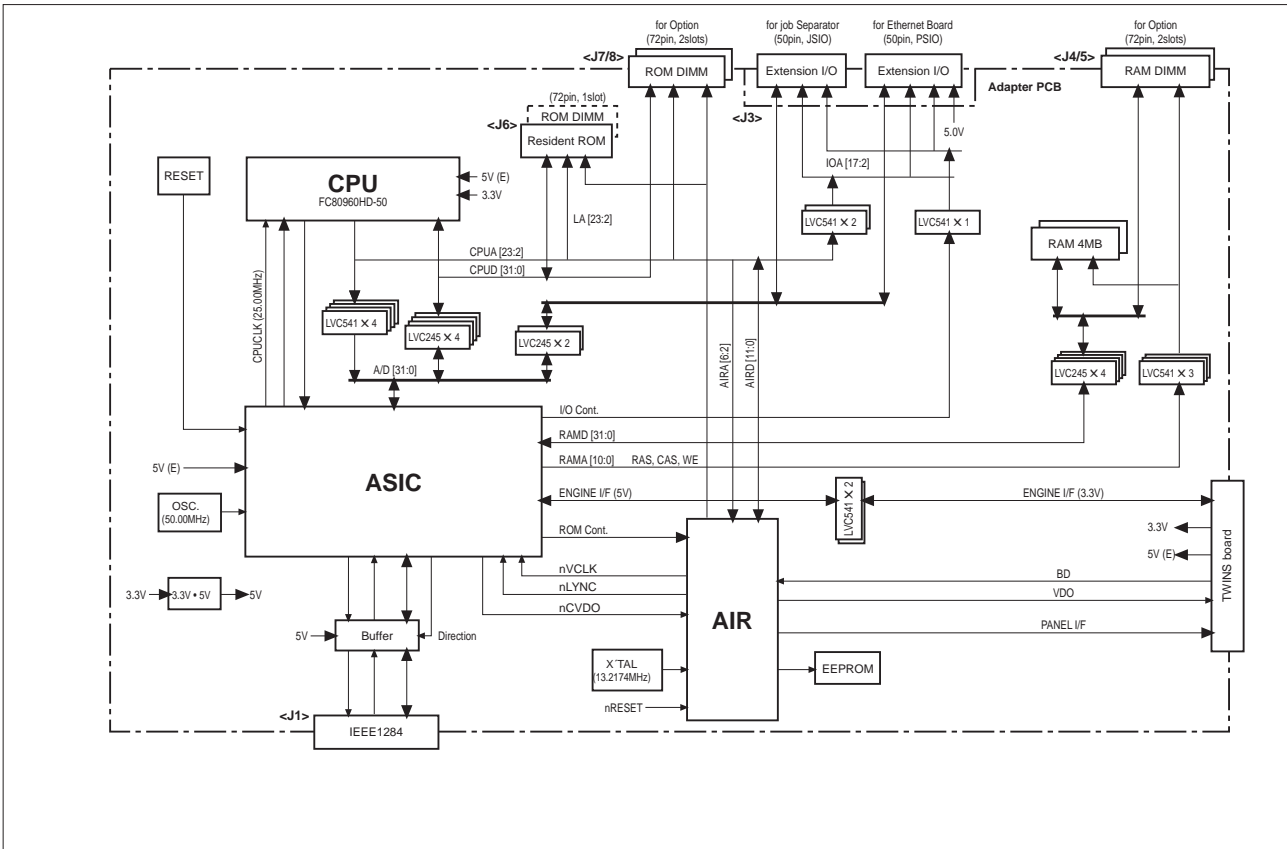 for Option
(72pin, 2slots)
<J7/8>
ROM DIMM
for job Separator
(50pin, JSIO)
Extension I/O
for Ethernet Board
(50pin, PSIO)
Extension I/O
<J3>
Adapter PCB
for Option
(72pin, 2slots)
<J4/5>
RAM DIMM
(72pin, 1slot)
ROM DIMM
<J6>
Resident ROM
5.0V
IOA [17:2]
RESET
CPU
FC80960HD-50
5V (E)
3.3V
LA [23:2]
LVC541 × 2
LVC541 × 1
RAM 4MB
CPUA [23:2]
CPUD [31:0]
CPUCLK (25.00MHz)
LVC541 × 4
LVC245 × 4
LVC245 × 2
AIRA [6:2]
AIRD [11:0]
LVC245 × 4
LVC541 × 3
A/D [31:0]
I/O Cont.
RAMD [31:0]
RAMA [10:0] RAS, CAS, WE
5V (E)
ASIC
OSC.
(50.00MHz)
ENGINE I/F (5V)
LVC541 × 2
ENGINE I/F (3.3V)
ROM Cont.
3.3V
5V (E)
TWINS board
nVCLK
nLYNC
nCVDO
BD
VDO
PANEL I/F
AIR
3.3V
3.3V • 5V
5V
5V
Buffer
Direction
X´TAL
(13.2174MHz)
EEPROM
nRESET
<J1>
IEEE1284